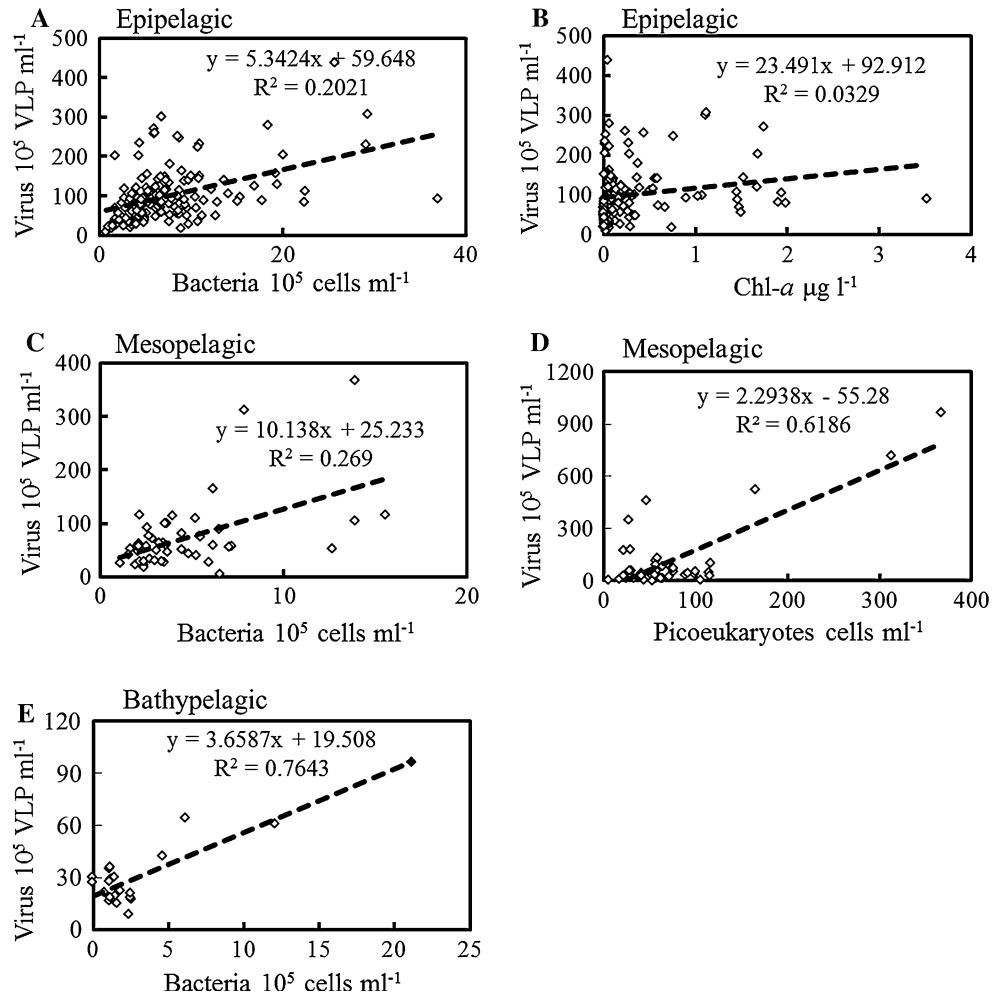 A Epipelagic
500
400
300
200
100
0
Virus 10⁵ VLP ml⁻¹
y = 5.3424x + 59.648
R² = 0.2021
0 20 40
Bacteria 10⁵ cells ml⁻¹
B Epipelagic
500
400
300
200
100
0
Virus 10⁵ VLP ml⁻¹
y = 23.491x + 92.912
R² = 0.0329
0 1 2 3 4
Chl-a µg l⁻¹
C Mesopelagic
400
300
200
100
0
Virus 10⁵ VLP ml⁻¹
y = 10.138x + 25.233
R² = 0.269
0 10 20
Bacteria 10⁵ cells ml⁻¹
D Mesopelagic
1200
900
600
300
0
Virus 10⁵ VLP ml⁻¹
y = 2.2938x - 55.28
R² = 0.6186
0 100 200 300 400
Picoeukaryotes cells ml⁻¹
E Bathypelagic
120
90
60
30
0
Virus 10⁵ VLP ml⁻¹
y = 3.6587x + 19.508
R² = 0.7643
0 5 10 15 20 25
Bacteria 10⁵ cells ml⁻¹